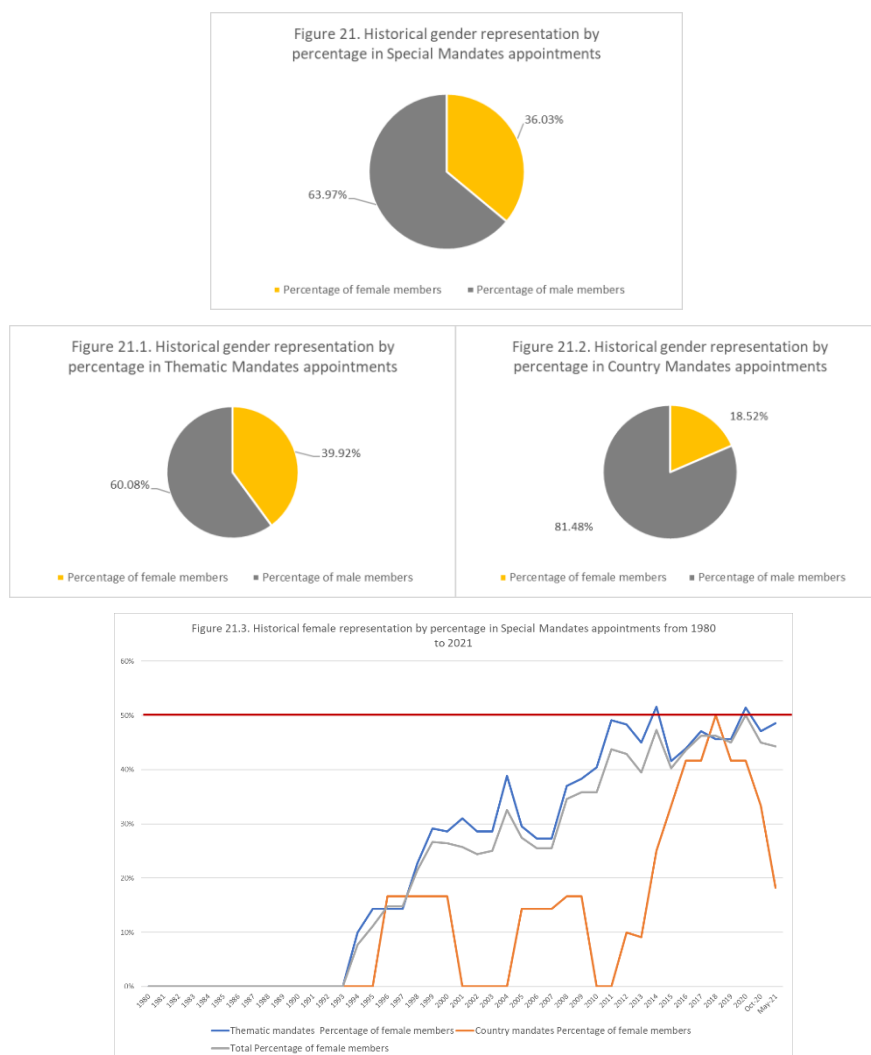 Figure 21. Historical gender representation by
percentage in Special Mandates appointments
36.03%
63.97%
Percentage of female members
Percentage of male members
Figure 21.1. Historical gender representation by
percentage in Thematic Mandates appointments
39.92%
60.08%
Percentage of female members
Percentage of male members
Figure 21.2. Historical gender representation by
percentage in Country Mandates appointments
18.52%
81.48%
Percentage of female members
Percentage of male members
Figure 21.3. Historical female representation by percentage in Special Mandates appointments from 1980
to 2021
60%
50%
40%
30%
20%
10%
0%
1980
1981
1982
1983
1984
1985
1986
1987
1988
1989
1990
1991
1992
1993
1994
1995
1996
1997
1998
1999
2000
2001
2002
2003
2004
2005
2006
2007
2008
2009
2010
2011
2012
2013
2014
2015
2016
2017
2018
2019
2020
Oct-20
May-21
Thematic mandates Percentage of female members
Country mandates Percentage of female members
Total Percentage of female members